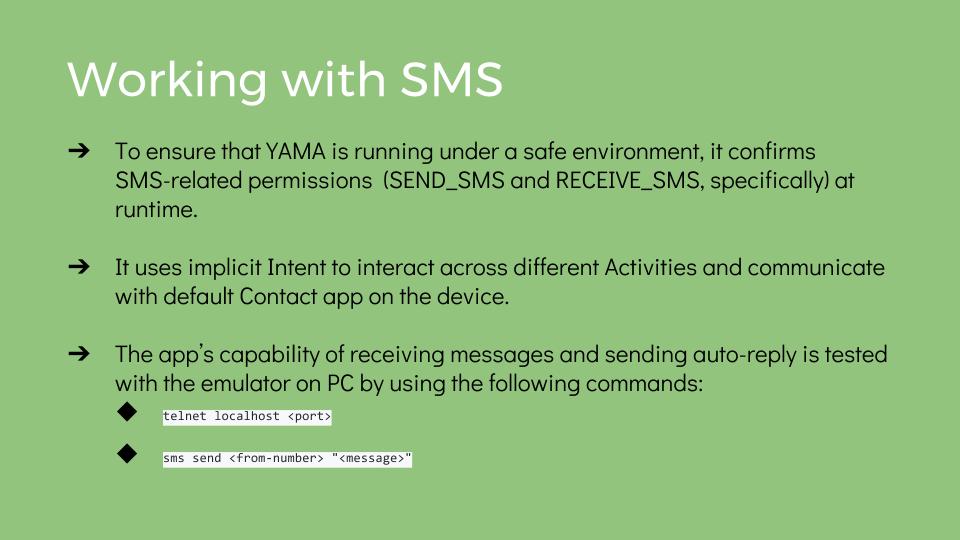 Working with SMS
➔ To ensure that YAMA is running under a safe environment, it confirms
SMS-related permissions  (SEND_SMS and RECEIVE_SMS, specifically) at
runtime.
➔ It uses implicit Intent to interact across different Activities and communicate
with default Contact app on the device.
➔ The app’s capability of receiving messages and sending auto-reply is tested
with the emulator on PC by using the following commands:
◆ telnet localhost <port>
◆ sms send <from-number> "<message>"